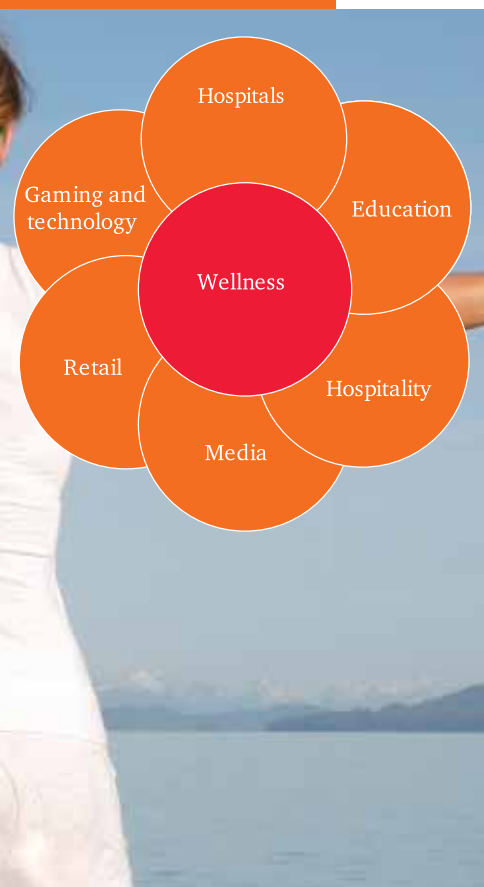 Hospitals
Gaming and
technology
Education
Wellness
Retail
Hospitality
Media